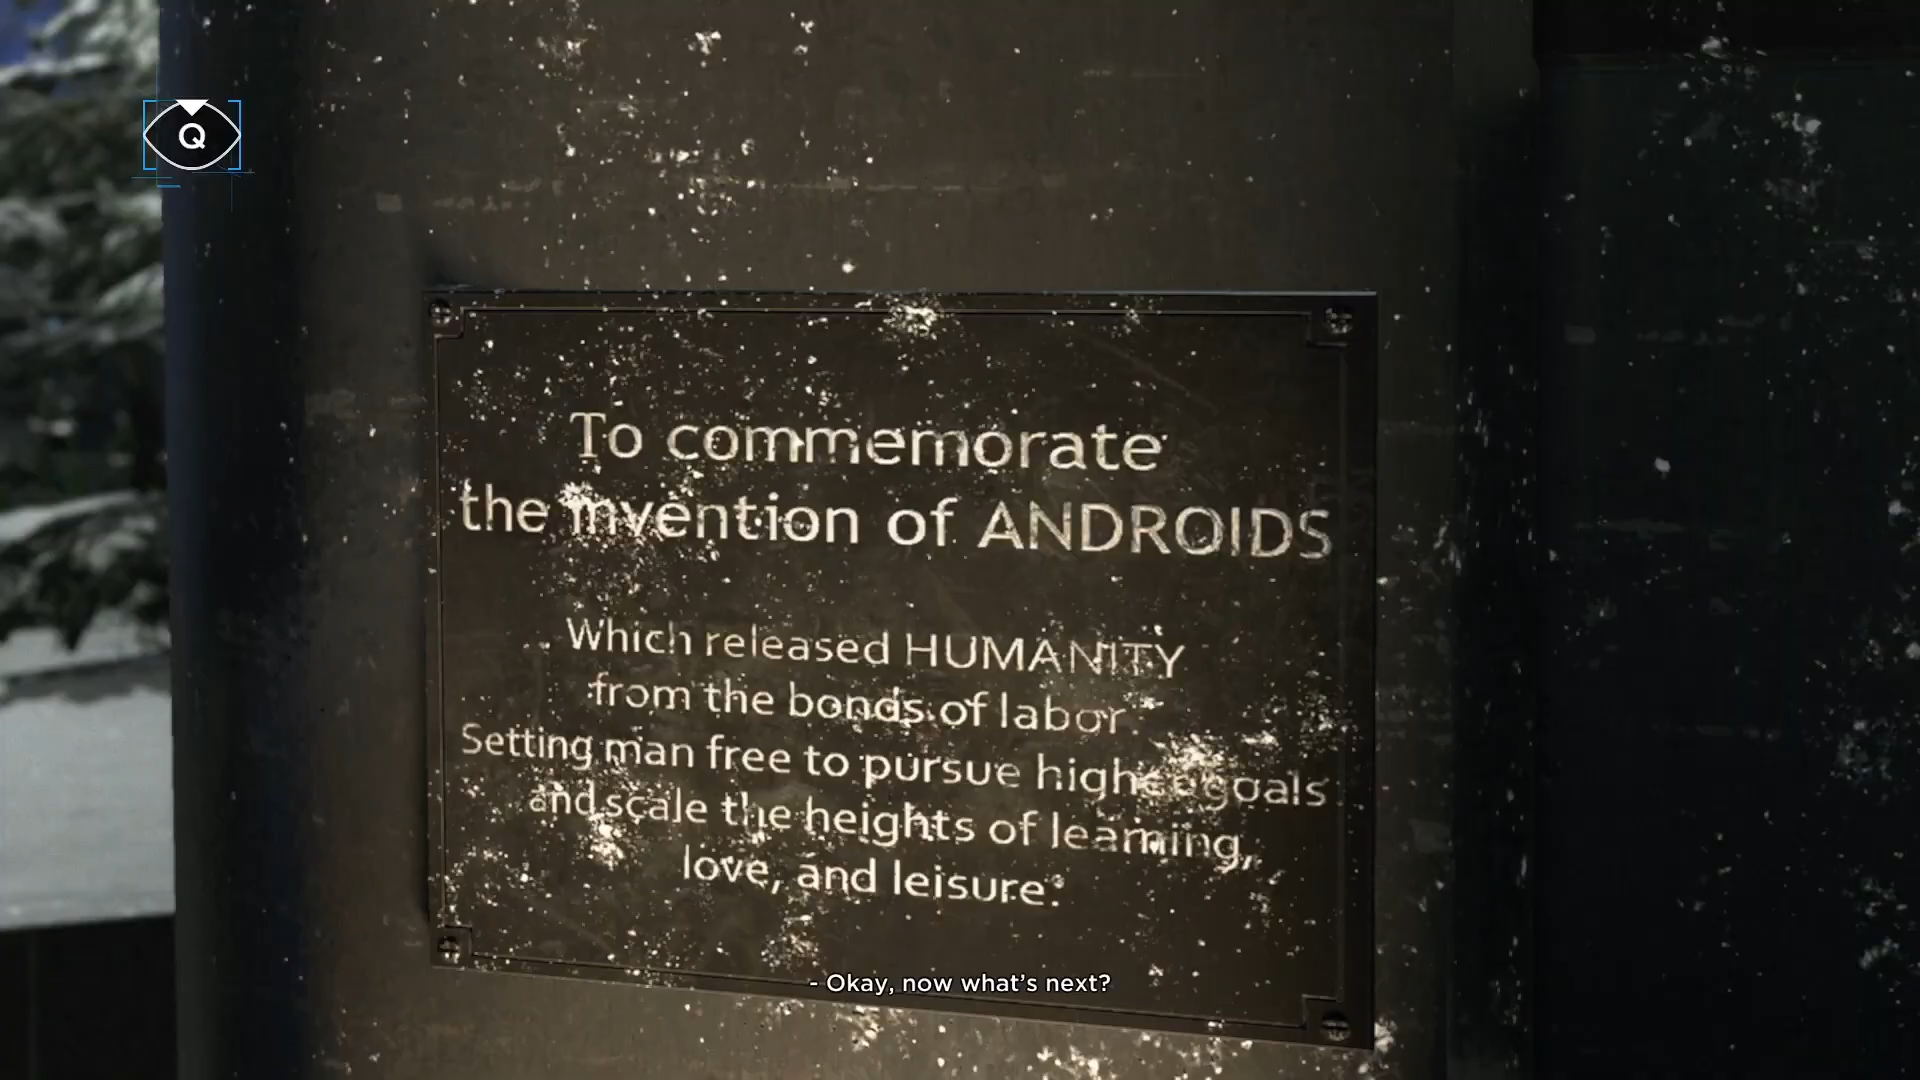 Q
To commemorate
the invention of ANDROIDS
Which released HUMANITY
from the bonds of labor.
Setting man free to pursue higher goals
and scale the heights of learning,
love, and leisure.
- Okay, now what's next?